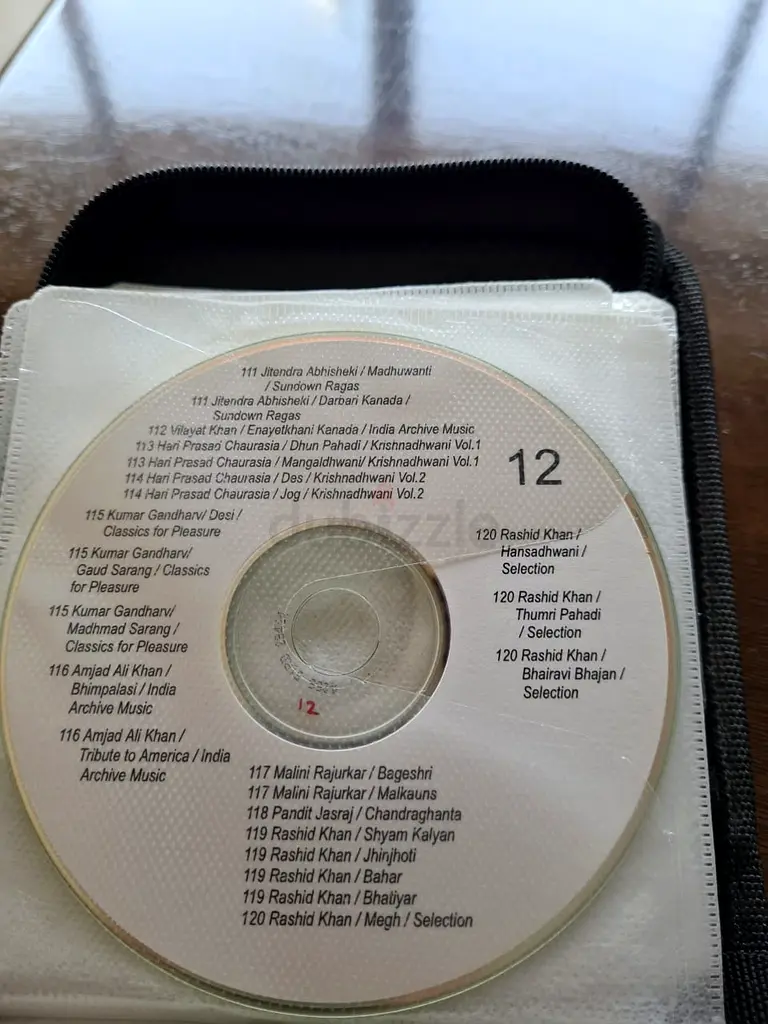 111 Jitendra Abhisheki / Madhuwanti
/ Sundown Ragas
111 Jitendra Abhisheki / Darbari Kanada /
Sundown Ragas
112 Vilayat Khan / Enayetkhani Kanada / India Archive Music
113 Hari Prasad Chaurasia / Dhun Pahadi / Krishnadhwani Vol.1
113 Hari Prasad Chaurasia / Mangaldhwani/ Krishnadhwani Vol.1
114 Hari Prasad Chaurasia / Des / Krishnadhwani Vol.2
114 Hari Prasad Chaurasia / Jog / Krishnadhwani Vol.2
12
115 Kumar Gandharv/ Desi /
Classics for Pleasure
115 Kumar Gandharv/
Gaud Sarang / Classics
for Pleasure
115 Kumar Gandharv/
Madhmad Sarang /
Classics for Pleasure
116 Amjad Ali Khan /
Bhimpalasi / India
Archive Music
116 Amjad Ali Khan /
Tribute to America / India
Archive Music
dubizzle
12
120 Rashid Khan /
Hansadhwani /
Selection
120 Rashid Khan /
Thumri Pahadi
/ Selection
120 Rashid Khan /
Bhairavi Bhajan /
Selection
117 Malini Rajurkar / Bageshri
117 Malini Rajurkar / Malkauns
118 Pandit Jasraj / Chandraghanta
119 Rashid Khan / Shyam Kalyan
119 Rashid Khan / Jhinjhoti
119 Rashid Khan / Bahar
119 Rashid Khan / Bhatiyar
120 Rashid Khan / Megh / Selection